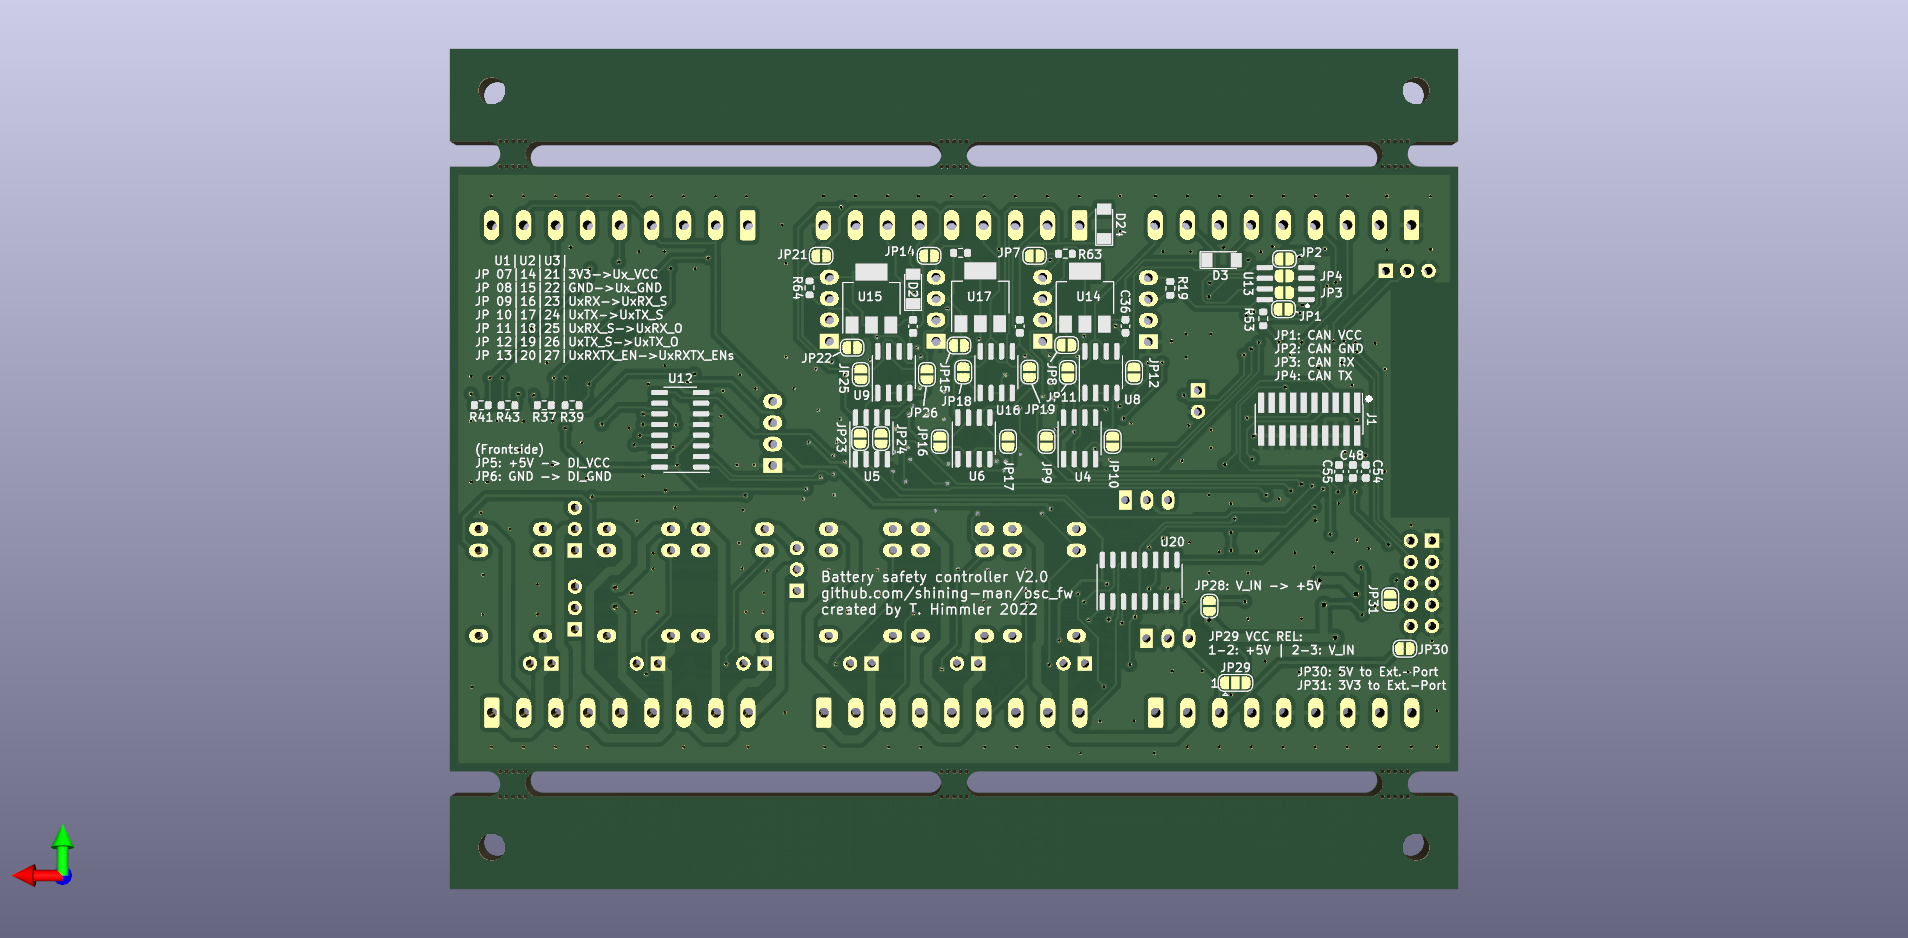 D24
JP21
JP14
JP7
R63
JP2
D3
U13
JP4
JP3
JP1
U1|U2|U3|
JP 07|14|21|3V3->Ux_VCC
JP 08|15|22|GND->Ux_GND
JP 09|16|23|UxRX->UxRX_S
JP 10|17|24|UxTX->UxTX_S
JP 11|18|25|UxRX_S->UxRX_O
JP 12|19|26|UxTX_S->UxTX_O
JP 13|20|27|UxRXTX_EN->UxRXTX_ENs
R64
U15
U17
U14
C36
R19
R53
JP1: CAN VCC
JP2: CAN GND
JP3: CAN RX
JP4: CAN TX
JP22
JP25
U9
JP26
JP15
JP18
U16
JP19
JP8
JP11
U8
JP12
U12
R41
R43
R37
R39
J1
JP23
JP24
JP16
JP17
JP9
JP10
U5
U6
U4
C48
C55
C54
(Frontside)
JP5: +5V -> DI_VCC
JP6: GND -> DI_GND
U20
Battery safety controller V2.0
github.com/shining-man/bsc_fw
created by T. Himmler 2022
JP28: V_IN -> +5V
JP31
JP29 VCC REL:
1-2: +5V | 2-3: V_IN
JP30
JP29
1
JP30: 5V to Ext.-Port
JP31: 3V3 to Ext.-Port